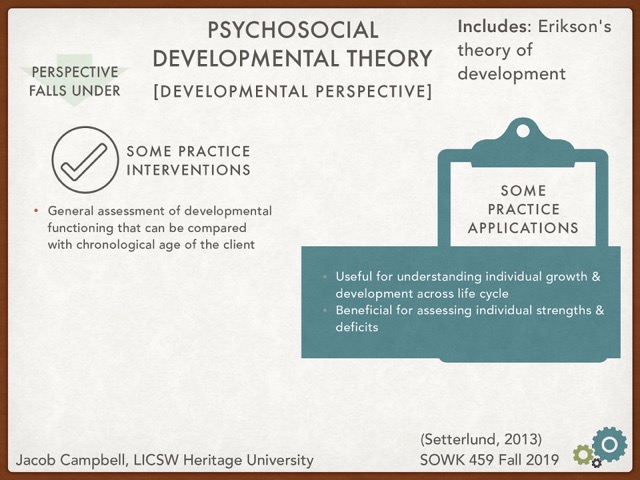 PSYCHOSOCIAL
DEVELOPMENTAL THEORY
[DEVELOPMENTAL PERSPECTIVE]
Includes: Erikson's
theory of
development
PERSPECTIVE
FALLS UNDER
SOME PRACTICE
INTERVENTIONS
• General assessment of developmental
functioning that can be compared
with chronological age of the client
SOME
PRACTICE
APPLICATIONS
• Useful for understanding individual growth &
development across life cycle
• Beneficial for assessing individual strengths &
deficits
(Setterlund, 2013)
Jacob Campbell, LICSW Heritage University
SOWK 459 Fall 2019